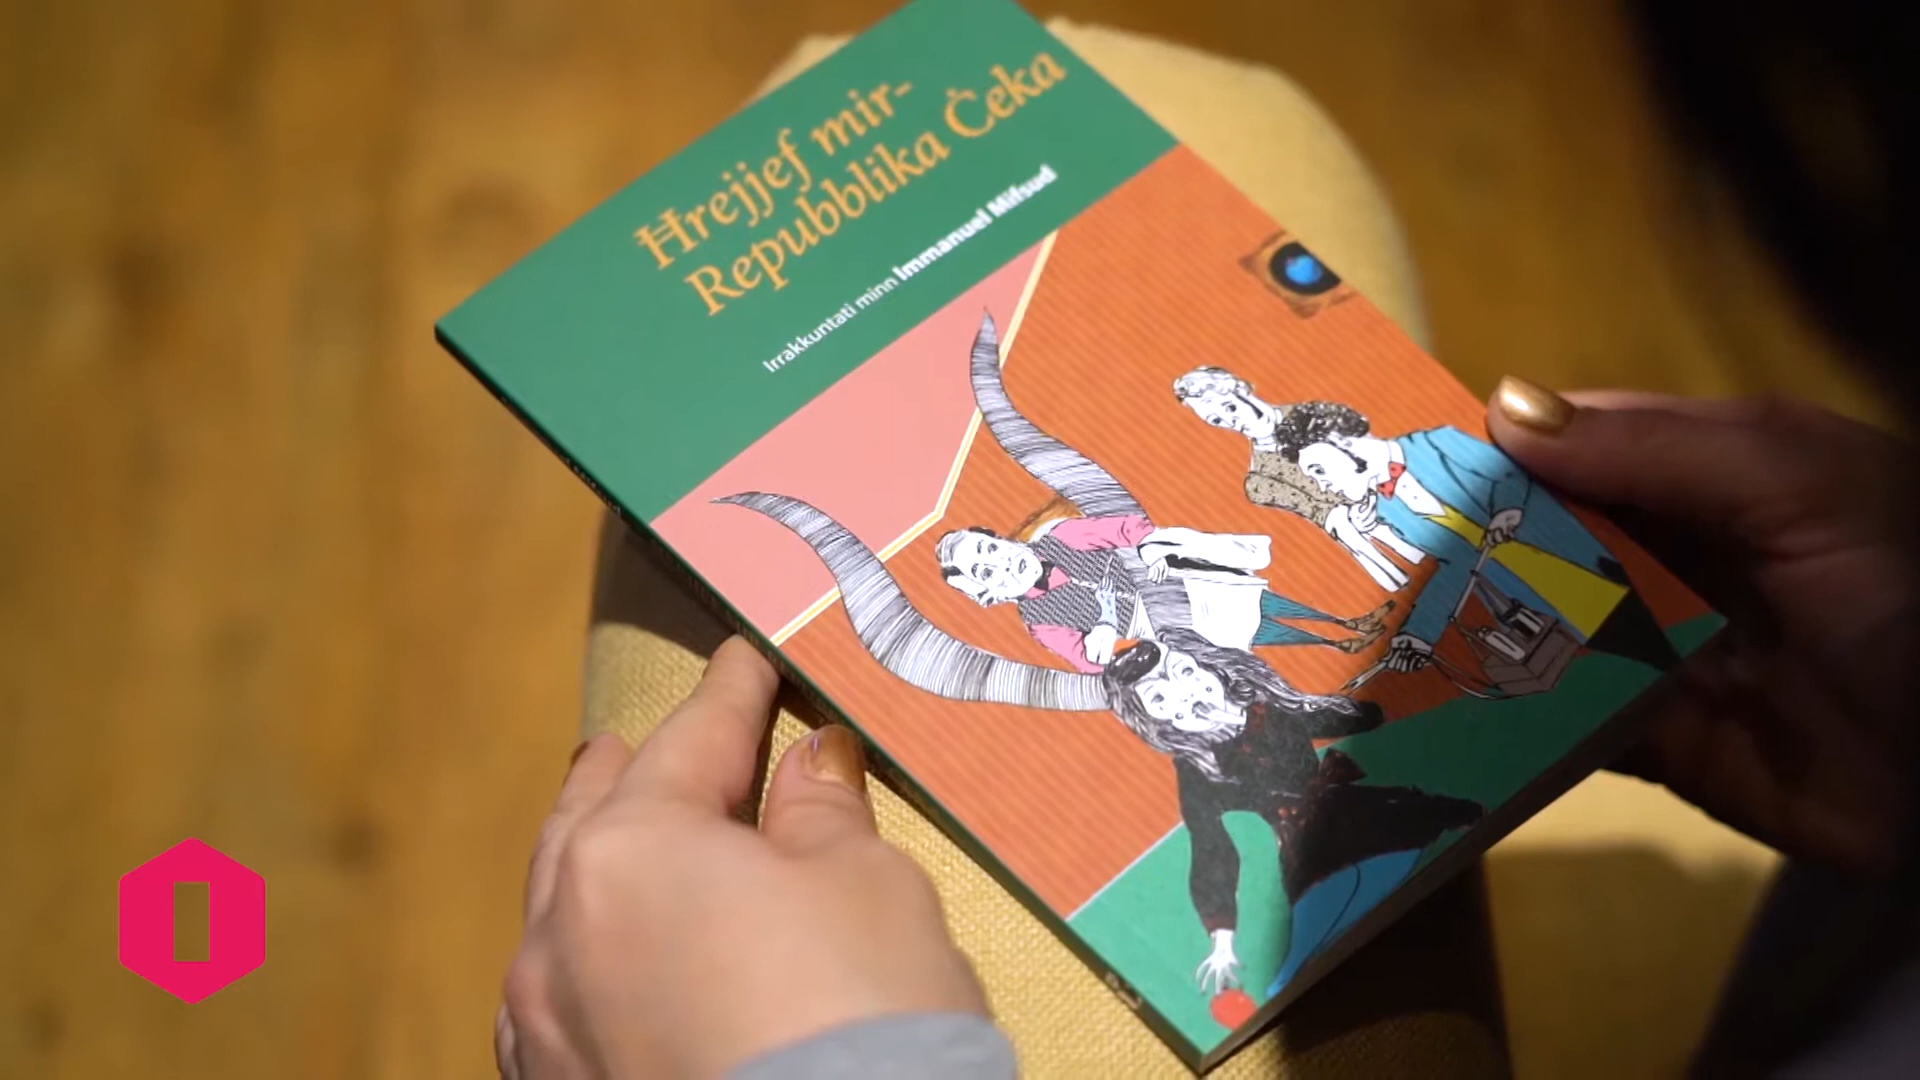 Ħrejjef mir-
Repubblika Ċeka
Irrakkuntati minn Immanuel Mifsud